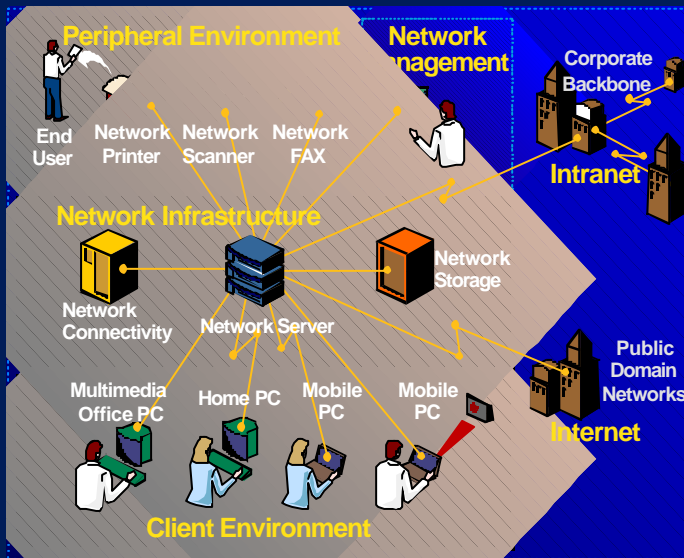 Peripheral Environment
Network
anagement
Corporate
Backbone
End
User
Network
Printer
Network
Scanner
Network
FAX
Intranet
Network Infrastructure
Network
Storage
Network
Connectivity
Network Server
Public
Domain
Networks
Multimedia
Office PC
Home PC
Mobile
PC
Mobile
PC
Internet
Client Environment